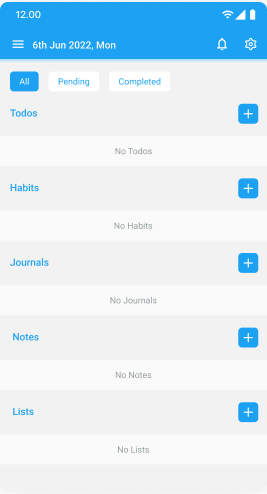 12.00
6th Jun 2022, Mon
All Pending Completed
Todos
No Todos
Habits
No Habits
Journals
No Journals
Notes
No Notes
Lists
No Lists